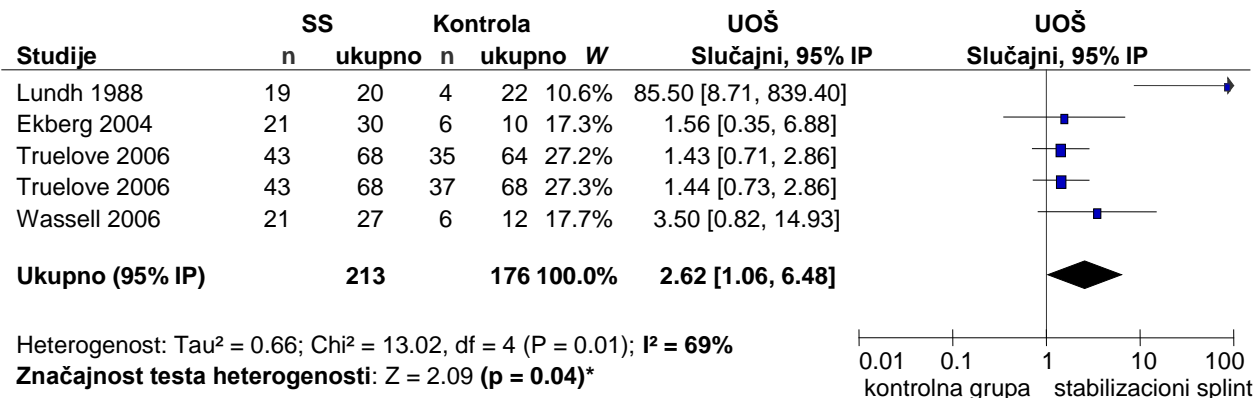 SS Kontrola UOŠ UOŠ
Studije n ukupno n ukupno W Slučajni, 95% IP Slučajni, 95% IP
Lundh 1988 19 20 4 22 10.6% 85.50 [8.71, 839.40]
Ekberg 2004 21 30 6 10 17.3% 1.56 [0.35, 6.88]
Truelove 2006 43 68 35 64 27.2% 1.43 [0.71, 2.86]
Truelove 2006 43 68 37 68 27.3% 1.44 [0.73, 2.86]
Wassell 2006 21 27 6 12 17.7% 3.50 [0.82, 14.93]
Ukupno (95% IP) 213 176 100.0% 2.62 [1.06, 6.48]
Heterogenost: Tau² = 0.66; Chi² = 13.02, df = 4 (P = 0.01); I² = 69%
Značajnost testa heterogenosti: Z = 2.09 (p = 0.04)*
0.01 0.1 1 10 100
kontrolna grupa stabilizacioni splint